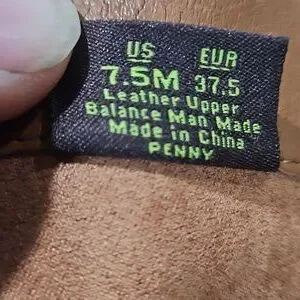 US EUR
7.5M 37.5
Leather Upper
Balance Man Made
Made in China
PENNY